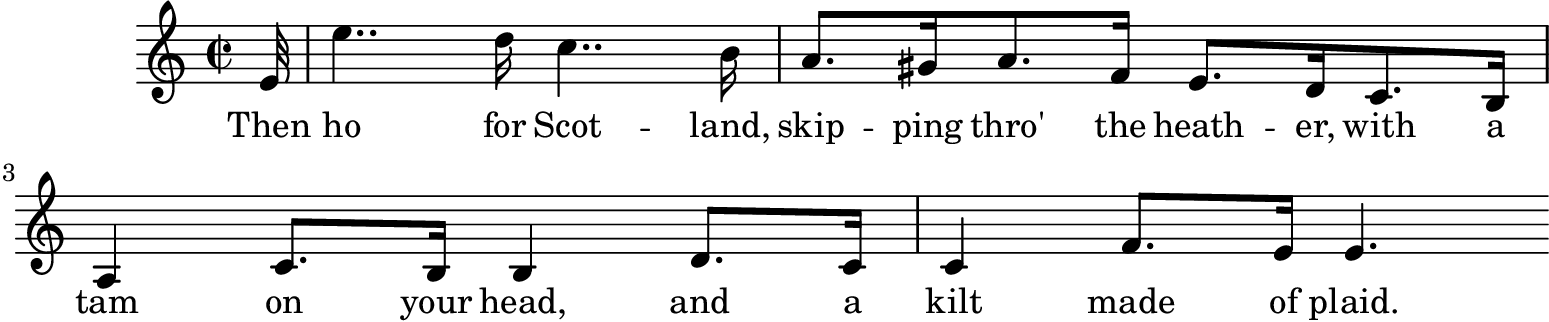 Then ho for Scot - land, skip - ping thro' the heath - er, with a
3
tam on your head, and a kilt made of plaid.